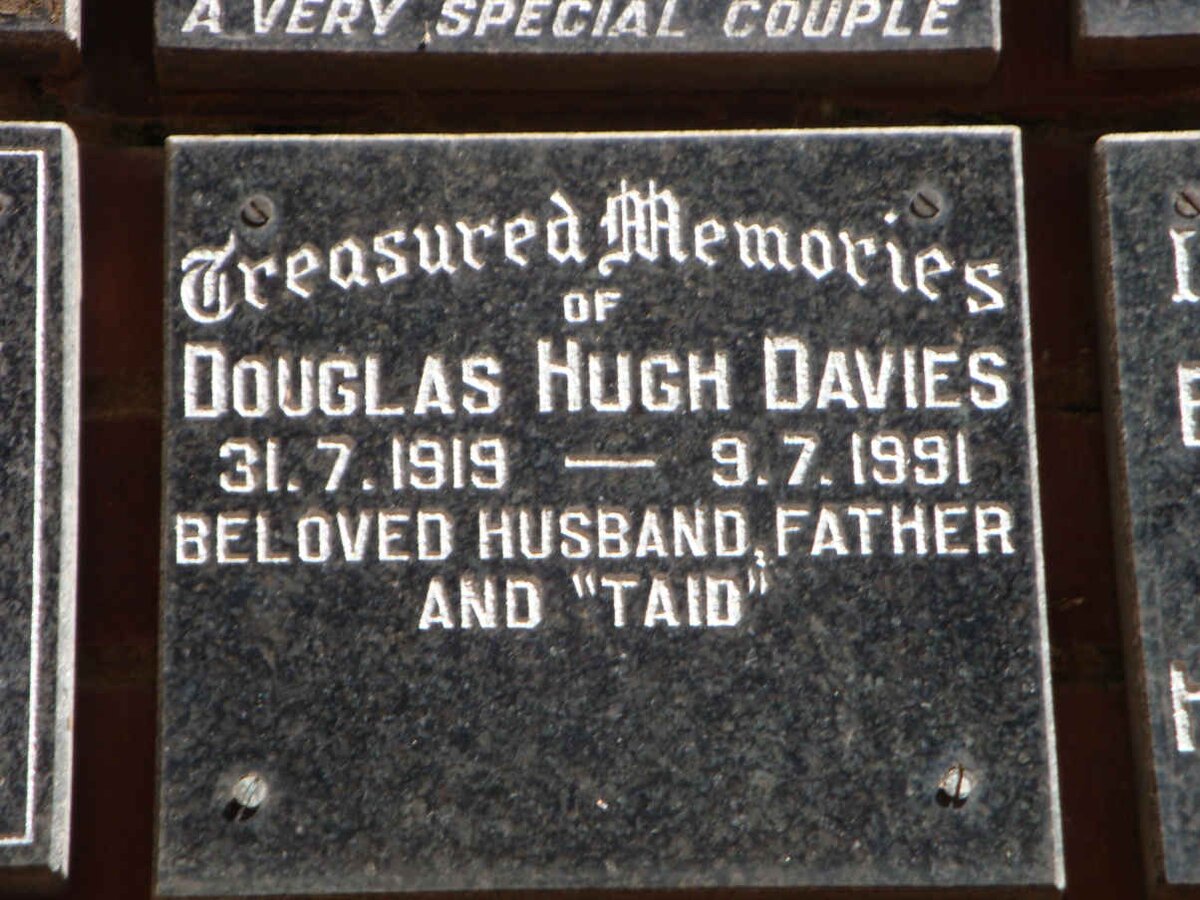 A VERY SPECIAL COUPLE
Treasured Memories
OF
DOUGLAS HUGH DAVIES
31.7.1919 — 9.7.1991
BELOVED HUSBAND, FATHER
AND "TAID"